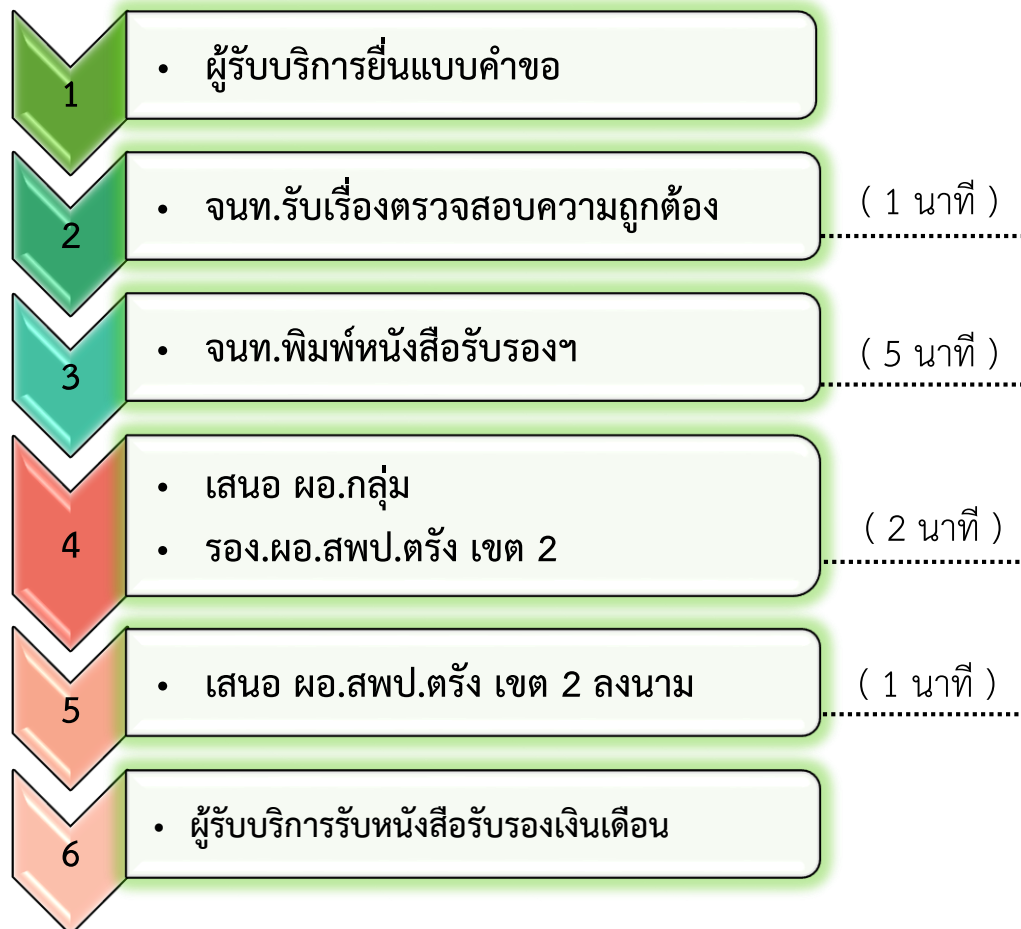 1
• ผู้รับบริการยื่นแบบคำขอ
2
• จนท.รับเรื่องตรวจสอบความถูกต้อง
( 1 นาที )
3
• จนท.พิมพ์หนังสือรับรองฯ
( 5 นาที )
4
• เสนอ ผอ.กลุ่ม
• รอง.ผอ.สพป.ตรัง เขต 2
( 2 นาที )
5
• เสนอ ผอ.สพป.ตรัง เขต 2 ลงนาม
( 1 นาที )
6
• ผู้รับบริการรับหนังสือรับรองเงินเดือน